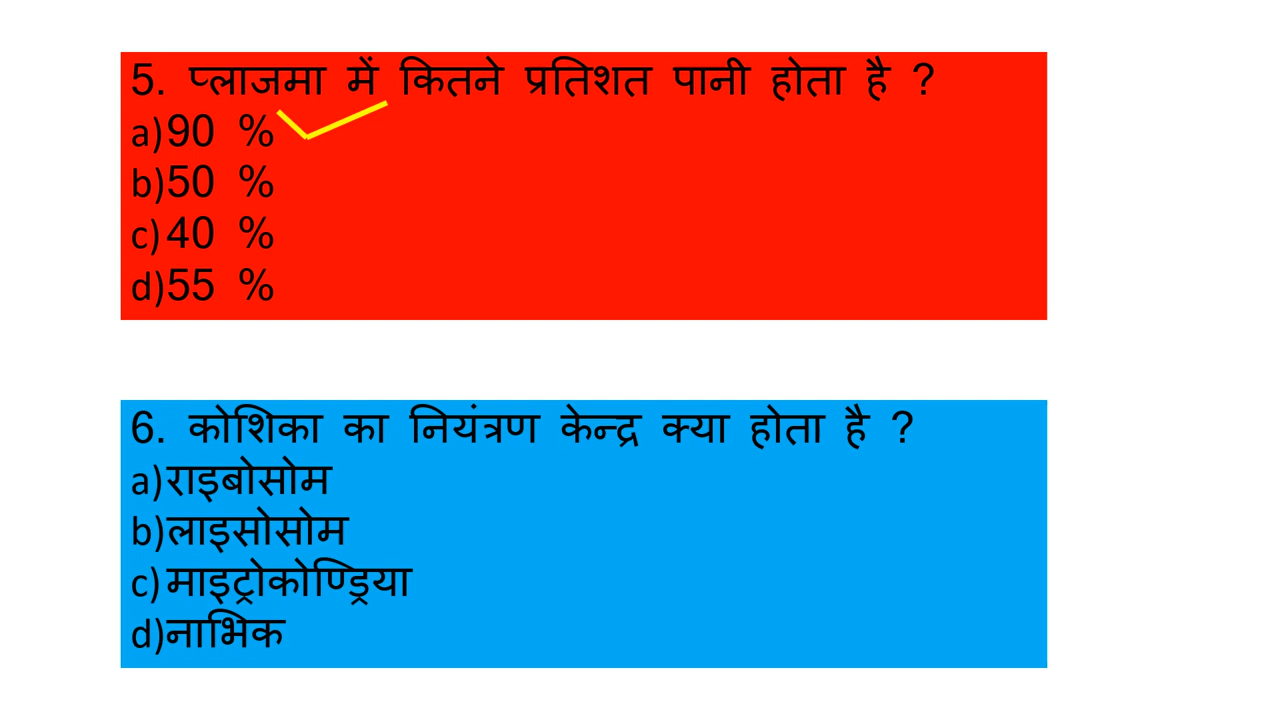 5. प्लाजमा में कितने प्रतिशत पानी होता है ?
a)90 %
b)50 %
c)40 %
d)55 %
6. कोशिका का नियंत्रण केन्द्र क्या होता है ?
a)राइबोसोम
b)लाइसोसोम
c)माइट्रोकोण्ड्रिया
d)नाभिक